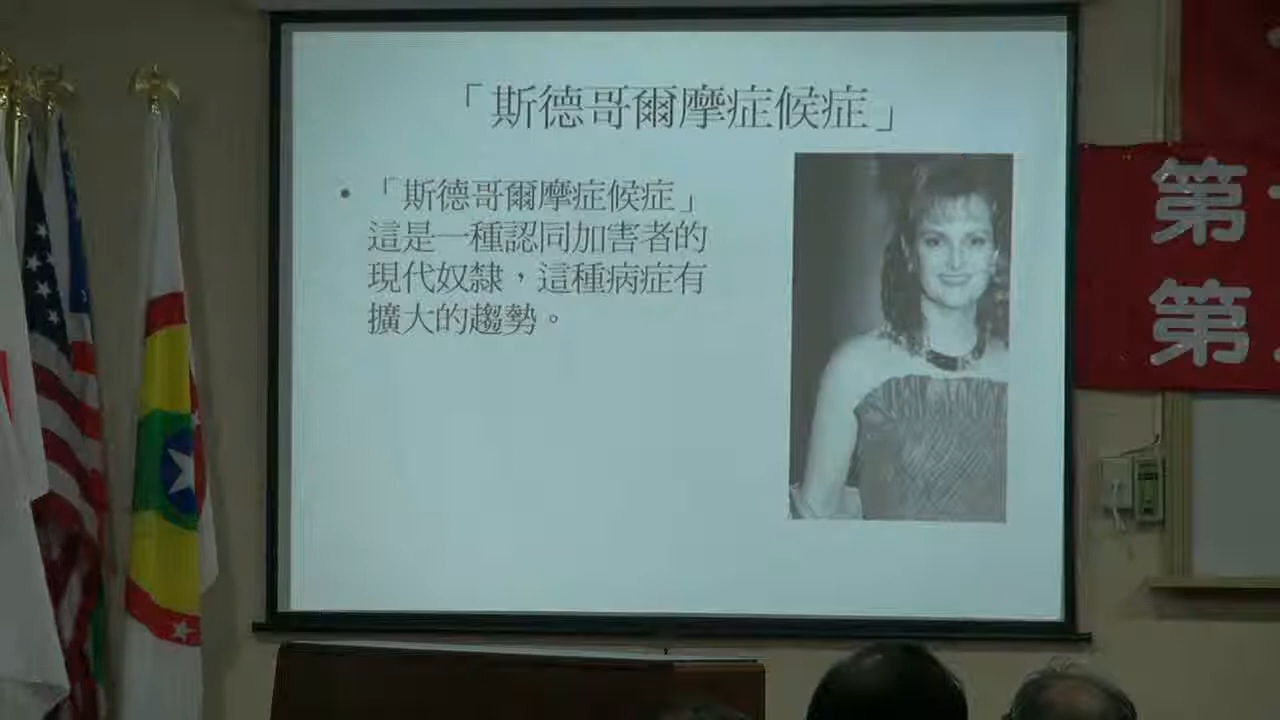 「斯德哥爾摩症候症」
• 「斯德哥爾摩症候症」
這是一種認同加害者的
現代奴隸，這種病症有
擴大的趨勢。
第
第